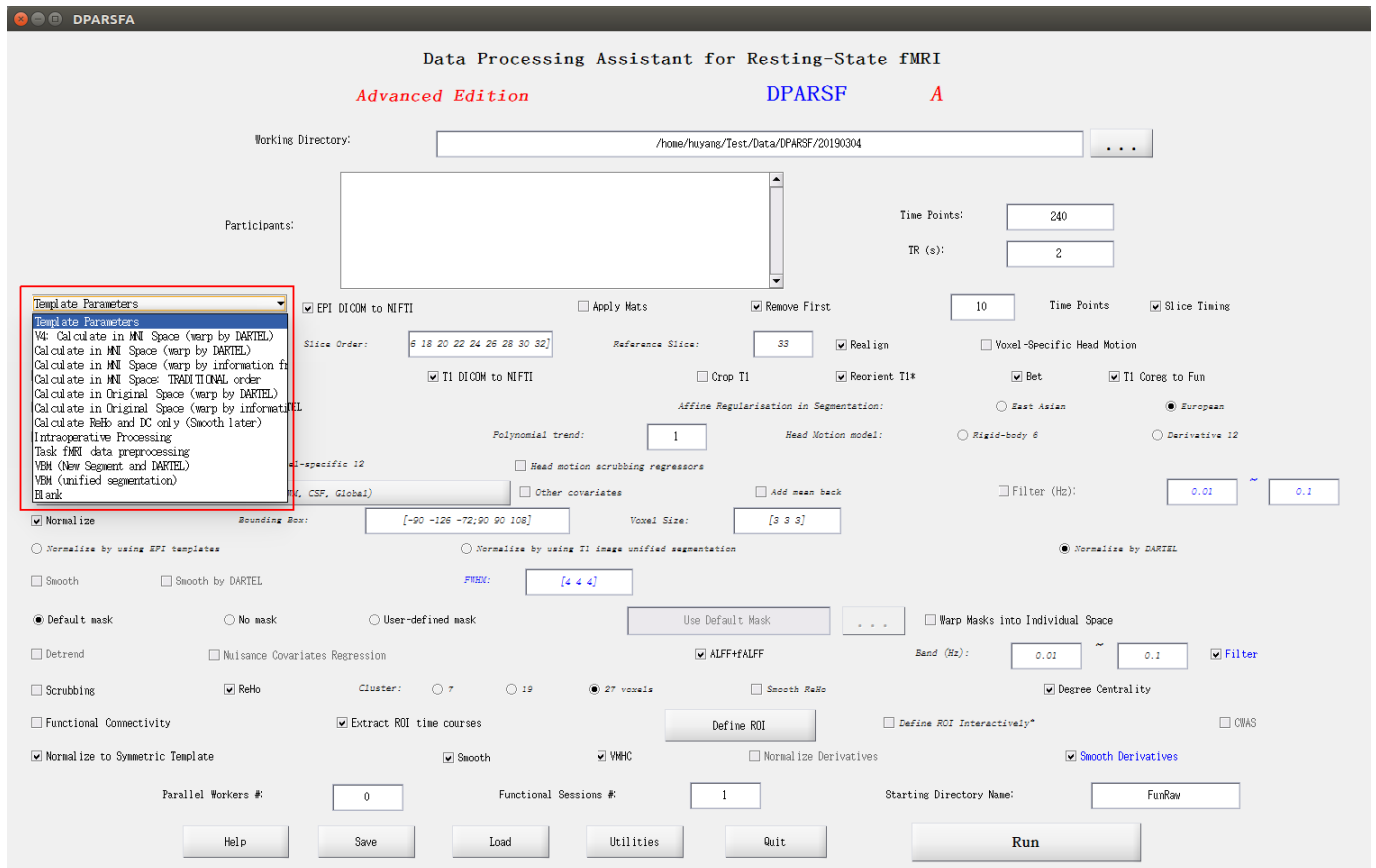 DPARSFA
Data Processing Assistant for Resting-State fMRI
Advanced Edition DPARSF A
Working Directory: /home/huyang/Test/Data/DPARSF/20190304 ...
Participants:
Time Points: 240
TR (s): 2
Template Parameters EPI DICOM to NIFTI Apply Mats Remove First 10 Time Points Slice Timing
Template Parameters
V4: Calculate in MNI Space (warp by DARTEL)
Calculate in MNI Space (warp by DARTEL)
Calculate in MNI Space (warp by information fr
Calculate in MNI Space: TRADITIONAL order
Calculate in Original Space (warp by DARTEL)
Calculate in Original Space (warp by informati
Calculate ReHo and DC only (Smooth later)
Intraoperative Processing
Task fMRI data preprocessing
VBM (New Segment and DARTEL)
VBM (unified segmentation)
Blank
Slice Order: 6 18 20 22 24 26 28 30 32] Reference Slice: 33 Realign Voxel-Specific Head Motion
T1 DICOM to NIFTI Crop T1 Reorient T1* Bet T1 Coreg to Fun
EL Affine Regularisation in Segmentation: East Asian European
Polynomial trend: 1 Head Motion model: Rigid-body 6 Derivative 12
el-specific 12 Head motion scrubbing regressors
M, CSF, Global) Other covariates Add mean back Filter (Hz): 0.01 ~ 0.1
Normalize Bounding Box: [-90 -126 -72;90 90 108] Voxel Size: [3 3 3]
Normalize by using EPI templates Normalize by using T1 image unified segmentation Normalize by DARTEL
Smooth Smooth by DARTEL FWHM: [4 4 4]
Default mask No mask User-defined mask Use Default Mask ... Warp Masks into Individual Space
Detrend Nuisance Covariates Regression ALFF+fALFF Band (Hz): 0.01 ~ 0.1 Filter
Scrubbing ReHo Cluster: 7 19 27 voxels Smooth ReHo Degree Centrality
Functional Connectivity Extract ROI time courses Define ROI Define ROI Interactively* CWAS
Normalize to Symmetric Template Smooth VMHC Normalize Derivatives Smooth Derivatives
Parallel Workers #: 0 Functional Sessions #: 1 Starting Directory Name: FunRaw
Help Save Load Utilities Quit Run